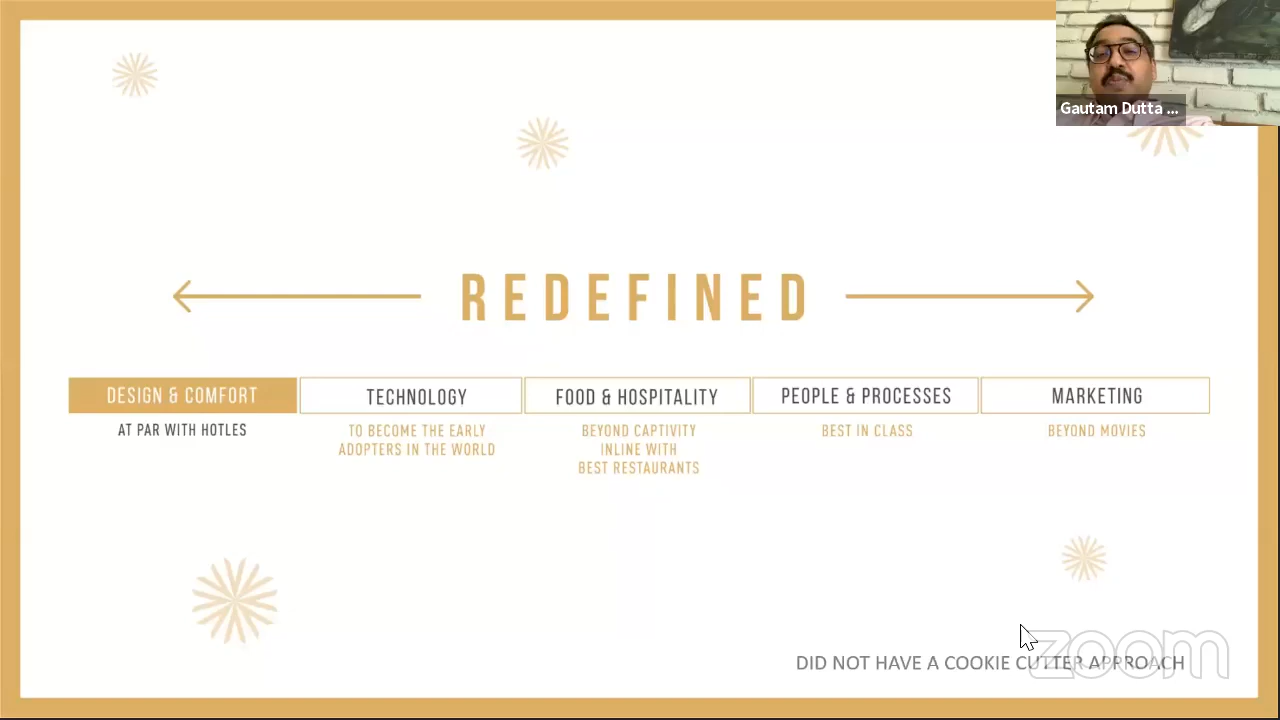 Gautam Dutta ...
REDEFINED
DESIGN & COMFORT
AT PAR WITH HOTLES
TECHNOLOGY
TO BECOME THE EARLY
ADOPTERS IN THE WORLD
FOOD & HOSPITALITY
BEYOND CAPTIVITY
INLINE WITH
BEST RESTAURANTS
PEOPLE & PROCESSES
BEST IN CLASS
MARKETING
BEYOND MOVIES
DID NOT HAVE A COOKIE CUTTER APPROACH
zoom